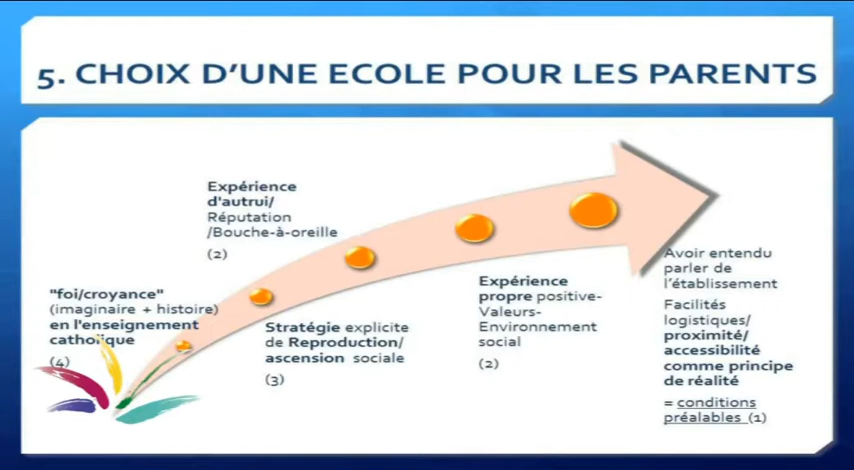 5. CHOIX D'UNE ECOLE POUR LES PARENTS
"foi/croyance"
(imaginaire + histoire)
en l'enseignement
catholique
(4)
Expérience
d'autrui/
Réputation
/Bouche-à-oreille
(2)
Stratégie explicite
de Reproduction/
ascension sociale
(3)
Expérience
propre positive-
Valeurs-
Environnement
social
(2)
Avoir entendu
parler de
l'établissement
Facilités
logistiques/
proximité/
accessibilité
comme principe
de réalité
= conditions
préalables (1)